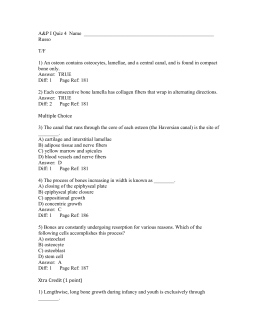 A&P I Quiz 4  Name ______________________________________________
Russo
T/F
1) An osteon contains osteocytes, lamellae, and a central canal, and is found in compact
bone only.
Answer:  TRUE
Diff: 1     Page Ref: 181
2) Each consecutive bone lamella has collagen fibers that wrap in alternating directions.
Answer:  TRUE
Diff: 2     Page Ref: 181
Multiple Choice
3) The canal that runs through the core of each osteon (the Haversian canal) is the site of
________.
A) cartilage and interstitial lamellae
B) adipose tissue and nerve fibers
C) yellow marrow and spicules
D) blood vessels and nerve fibers
Answer:  D
Diff: 1     Page Ref: 181
4) The process of bones increasing in width is known as ________.
A) closing of the epiphyseal plate
B) epiphyseal plate closure
C) appositional growth
D) concentric growth
Answer:  C
Diff: 1     Page Ref: 186
5) Bones are constantly undergoing resorption for various reasons. Which of the
following cells accomplishes this process?
A) osteoclast
B) osteocyte
C) osteoblast
D) stem cell
Answer:  A
Diff: 1     Page Ref: 187
Xtra Credit (1 point)
1) Lengthwise, long bone growth during infancy and youth is exclusively through
________.